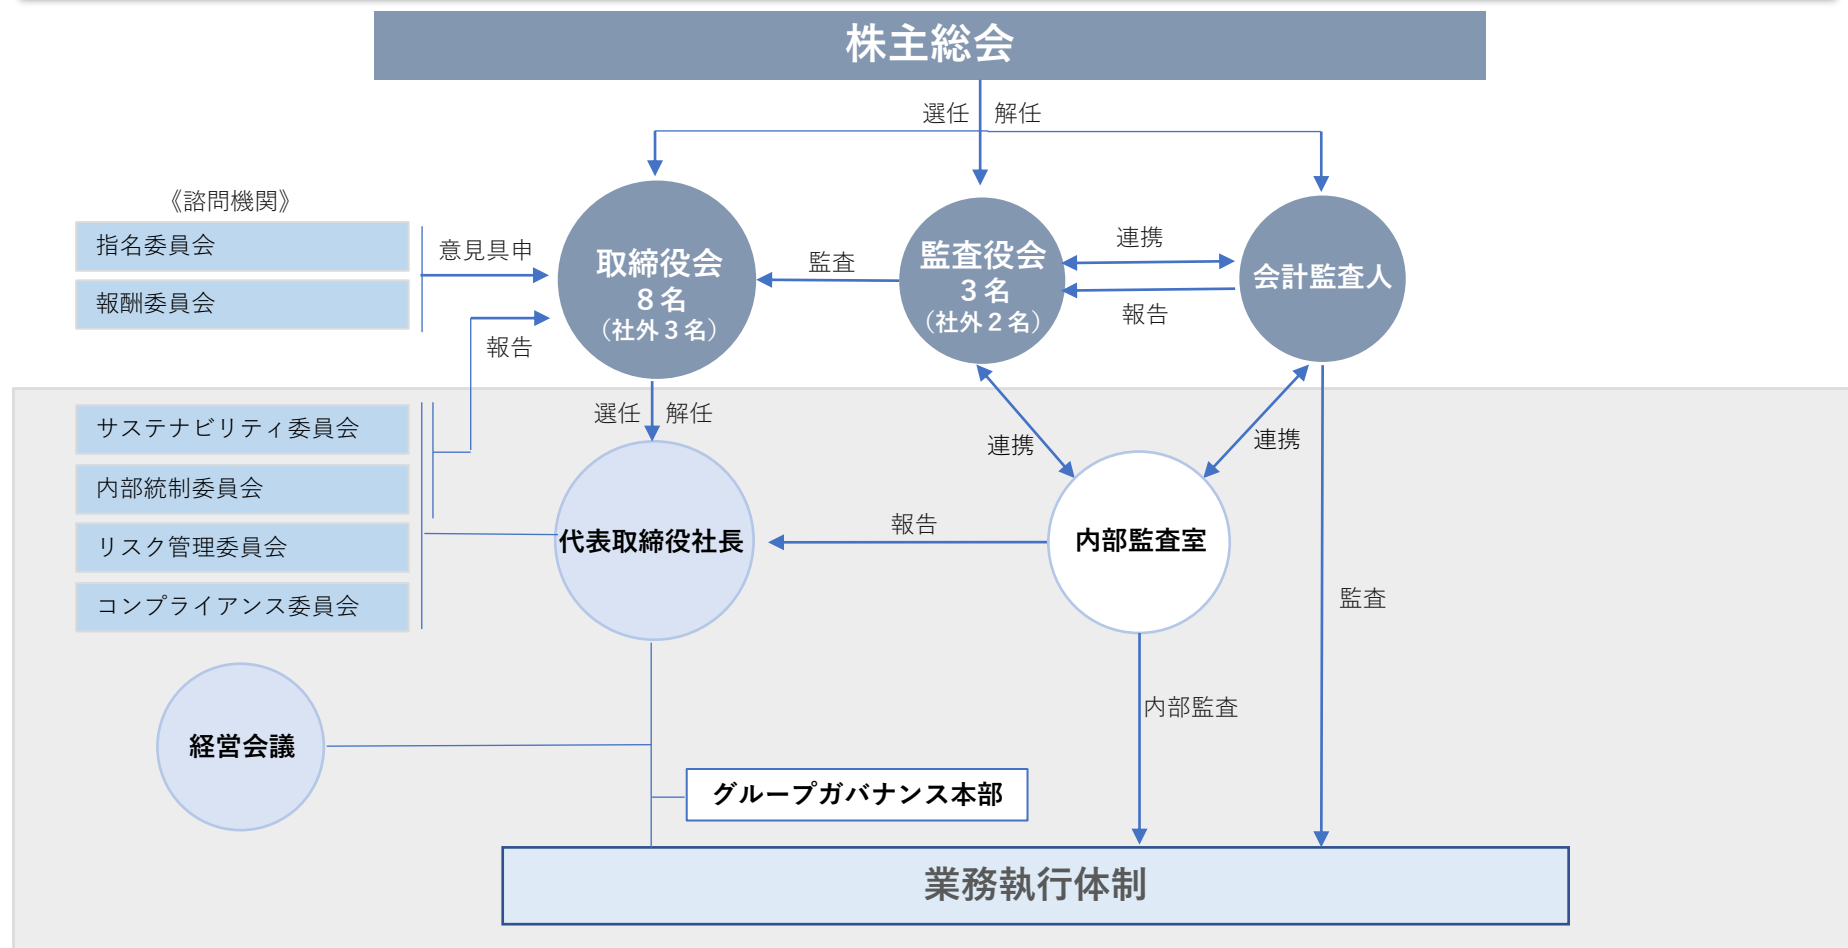 株主総会
選任
解任
《諮問機関》
指名委員会
報酬委員会
意見具申
報告
取締役会
８名
（社外３名）
監査
監査役会
３名
（社外２名）
連携
報告
会計監査人
サステナビリティ委員会
内部統制委員会
リスク管理委員会
コンプライアンス委員会
選任
解任
代表取締役社長
報告
連携
連携
内部監査室
監査
内部監査
経営会議
グループガバナンス本部
業務執行体制